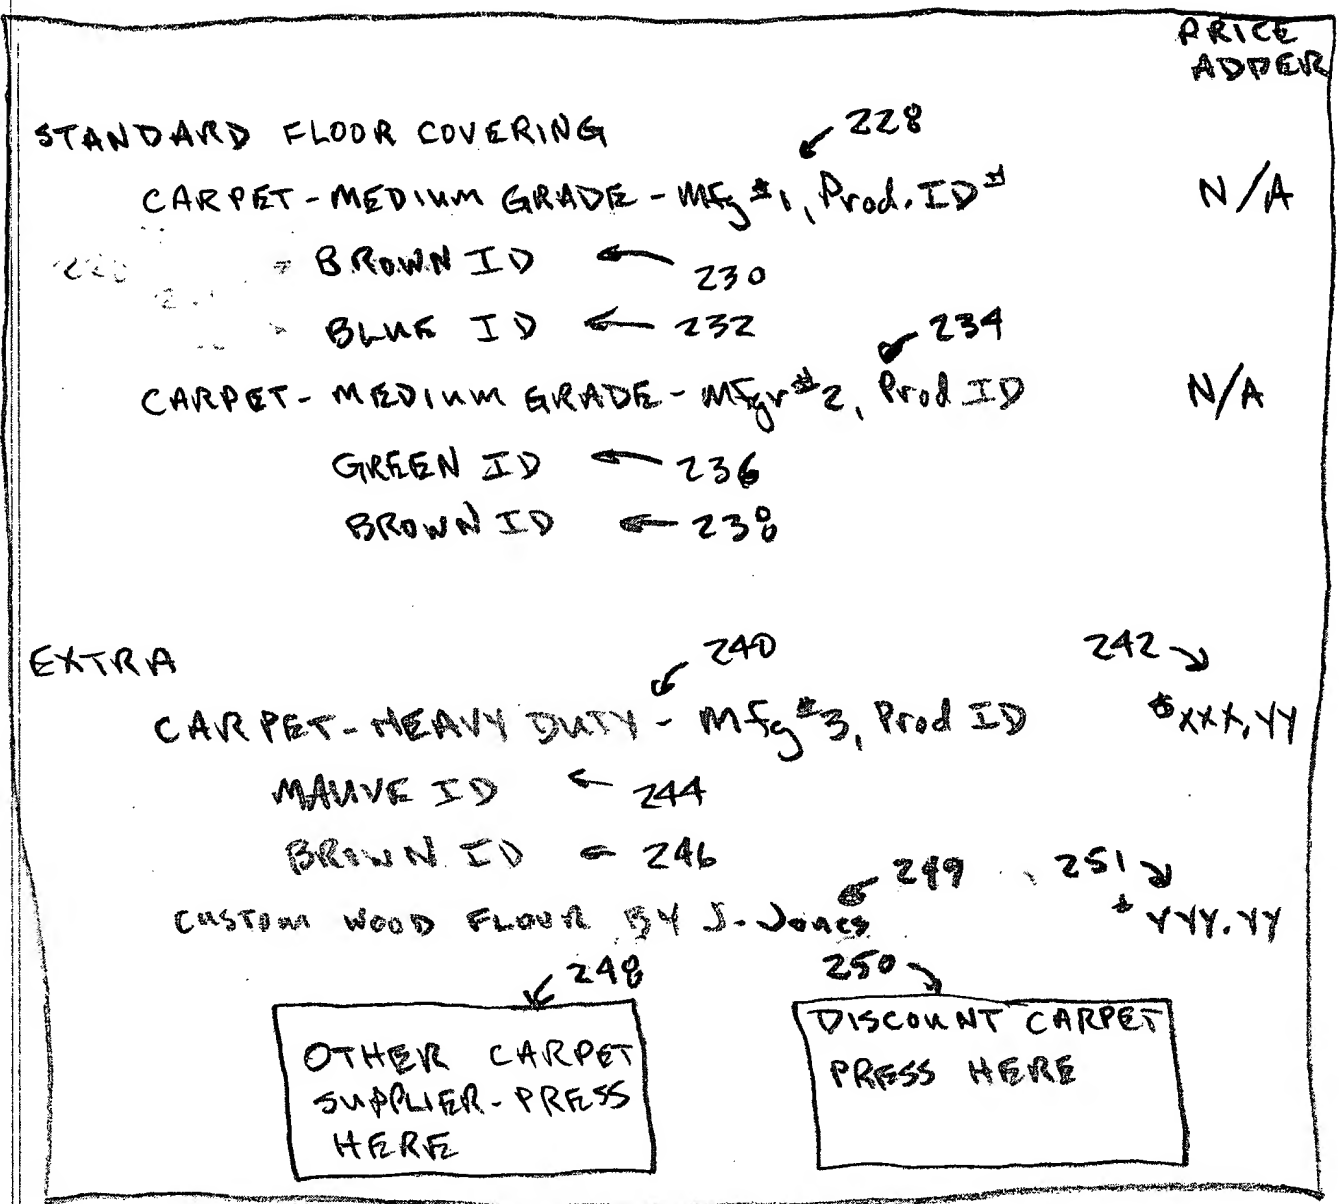 PRICE
ADDER
STANDARD FLOOR COVERING
228
CARPET-MEDIUM GRADE-Mfg #1, Prod. ID# N/A
- BROWN ID
230
- BLUE ID 232
234
CARPET-MEDIUM GRADE-Mfgr#2, Prod ID N/A
GREEN ID 236
BROWN ID 238
EXTRA 240 242
CARPET-HEAVY DUTY-Mfg #3, Prod ID $XXX.YY
MAUVE ID 244
BROWN ID 246
249 251
CUSTOM WOOD FLOOR BY J-Jones $YYY.YY
248 250
OTHER CARPET
SUPPLIER-PRESS
HERE
DISCOUNT CARPET
PRESS HERE